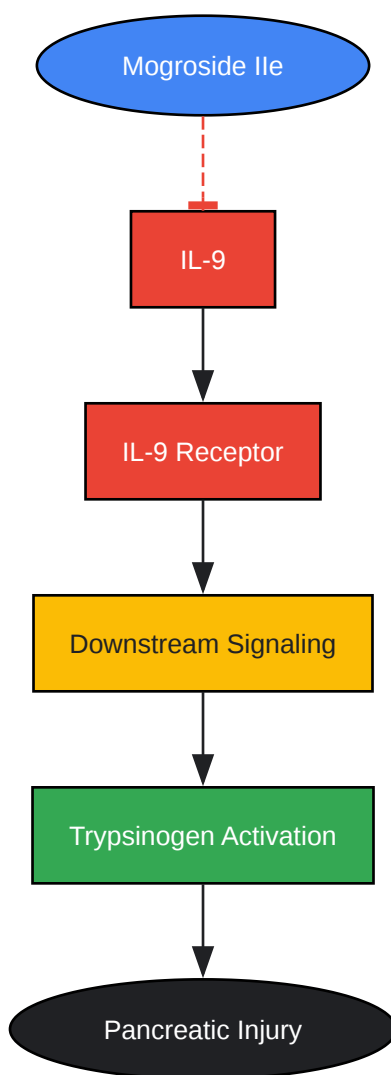 Mogroside IIe
IL-9
IL-9 Receptor
Downstream Signaling
Trypsinogen Activation
Pancreatic Injury